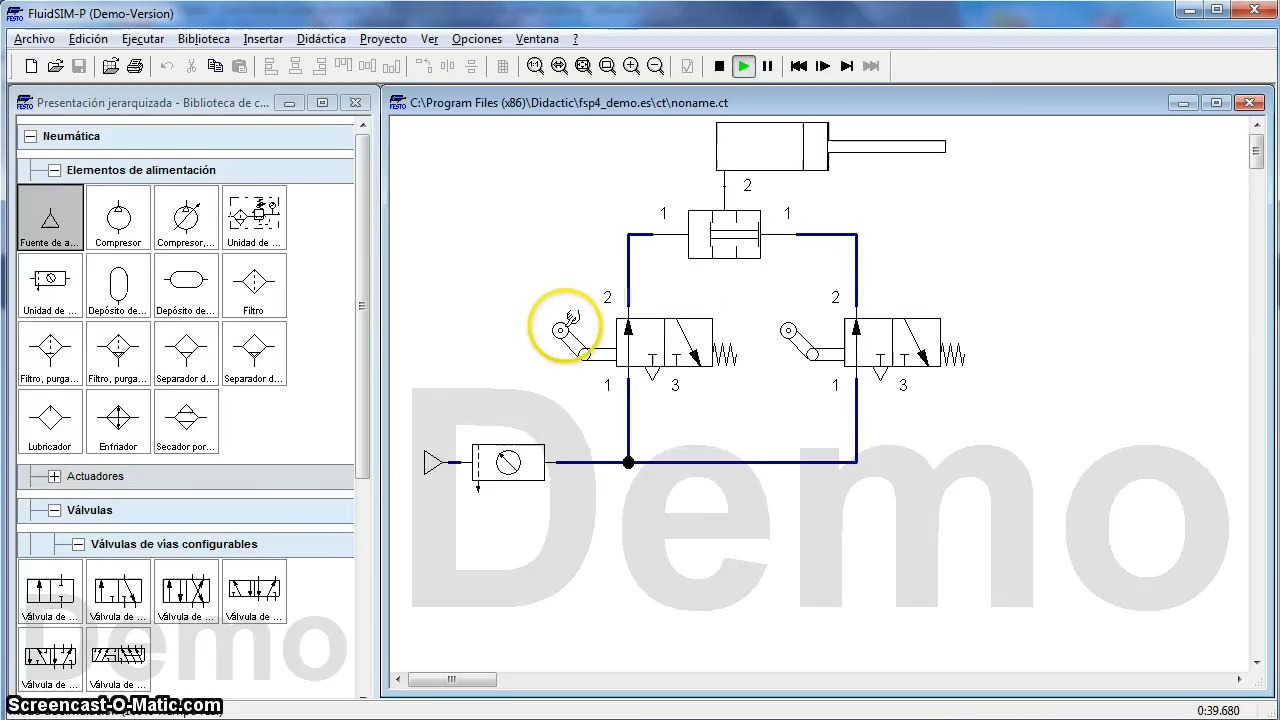 FluidSIM-P (Demo-Version)
Archivo Edición Ejecutar Biblioteca Insertar Didáctica Proyecto Ver Opciones Ventana ?
Presentación jerarquizada - Biblioteca de c...
Neumática
Elementos de alimentación
Fuente de a... Compresor Compresor,... Unidad de ...
Unidad de ... Depósito de... Depósito de... Filtro
Filtro, purga... Filtro, purga... Separador d... Separador d...
Lubricador Enfriador Secador por...
Actuadores
Válvulas
Válvulas de vías configurables
Válvula de ... Válvula de ... Válvula de ... Válvula de ...
Válvula de ... Válvula de ...
Demo
C:\Program Files (x86)\Didactic\fsp4_demo.es\ct\noname.ct
2
1 1
2 2
1 3 1 3
Demo
Screencast-O-Matic.com
0:39.680